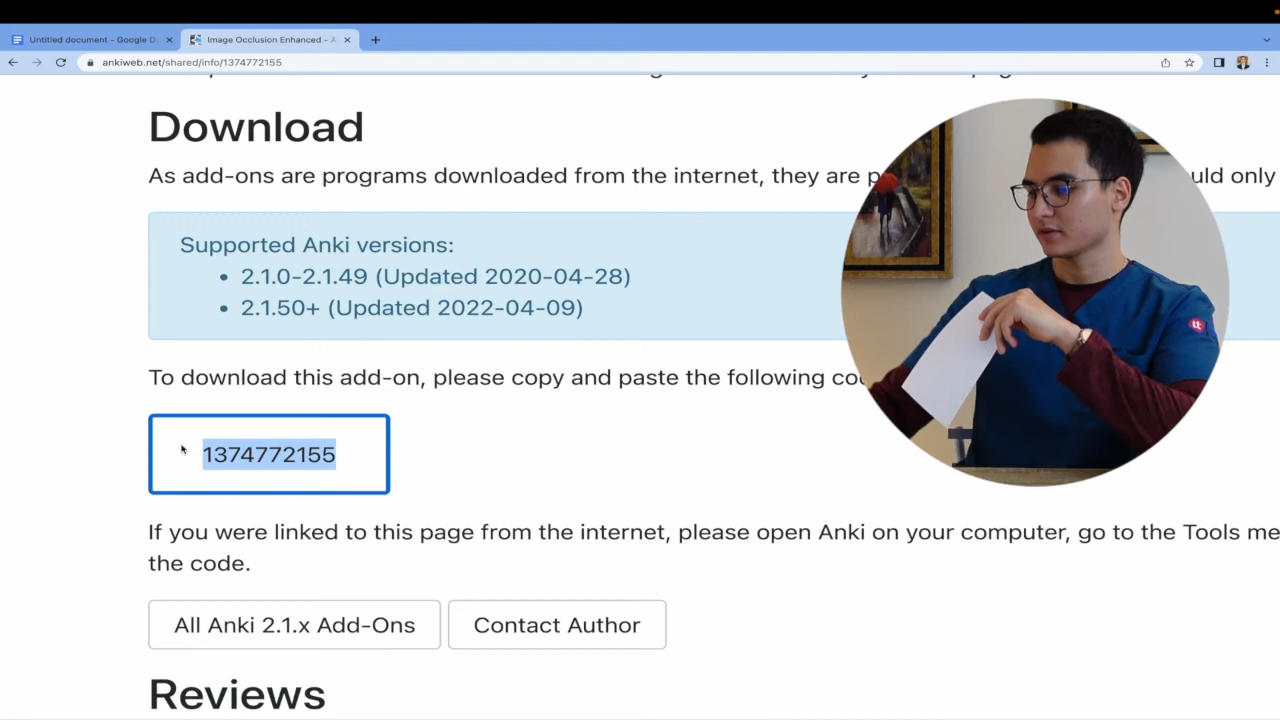 Untitled document - Google D
Image Occlusion Enhanced - A
ankiweb.net/shared/info/1374772155
Download
As add-ons are programs downloaded from the internet, they are p uld only
Supported Anki versions:
• 2.1.0-2.1.49 (Updated 2020-04-28)
• 2.1.50+ (Updated 2022-04-09)
To download this add-on, please copy and paste the following co
1374772155
If you were linked to this page from the internet, please open Anki on your computer, go to the Tools me
the code.
All Anki 2.1.x Add-Ons Contact Author
Reviews